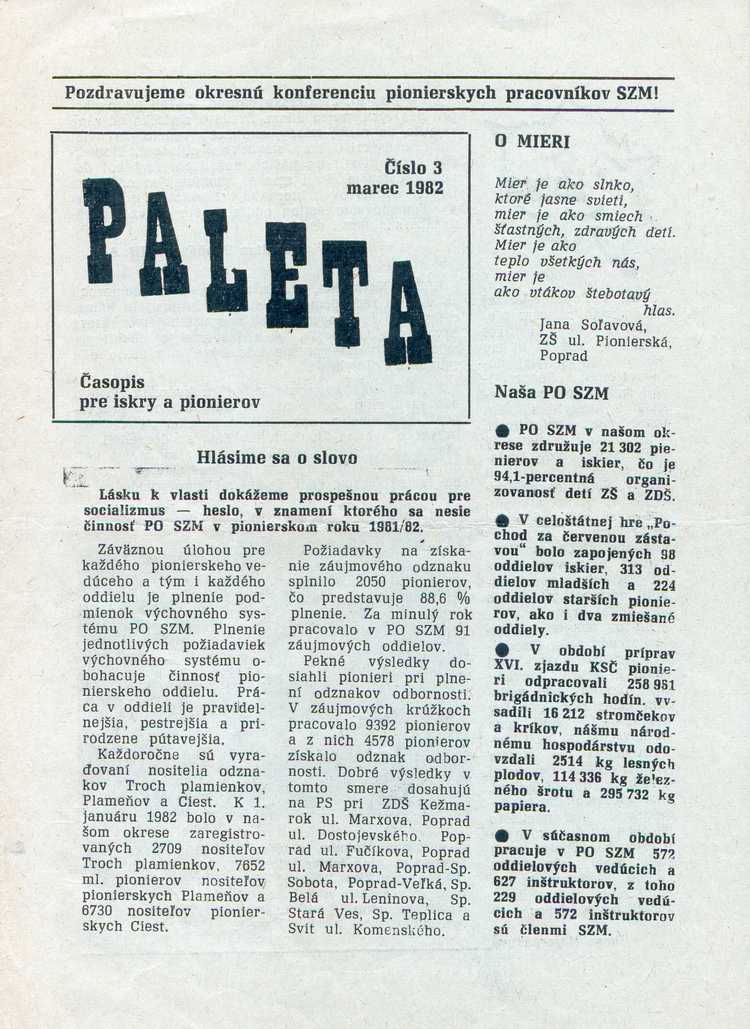 Pozdravujeme okresnú konferenciu pionierskych pracovníkov SZM!
Číslo 3
marec 1982
PALETA
Časopis
pre iskry a pionierov
Hlásime sa o slovo
Lásku k vlasti dokážeme prospešnou prácou pre
socializmus — heslo, v znamení ktorého sa nesie
činnosť PO SZM v pionierskom roku 1981/82.
Záväznou úlohou pre
každého pionierskeho ve-
dúceho a tým i každého
oddielu je plnenie pod-
mienok výchovného sys-
tému PO SZM. Plnenie
jednotlivých požiadaviek
výchovného systému o-
bohacuje činnosť pio-
nierskeho oddielu. Prá-
ca v oddieli je pravidel-
nejšia, pestrejšia a pri-
rodzene pútavejšia.
Každoročne sú vyra-
ďovaní nositelia odzna-
kov Troch plamienkov,
Plameňov a Ciest. K 1.
januáru 1982 bolo v na-
šom okrese zaregistro-
vaných 2709 nositeľov
Troch plamienkov, 7652
ml. pionierov nositeľov
pionierskych Plameňov a
6730 nositeľov pionier-
skych Ciest.
Požiadavky na získa-
nie záujmového odznaku
splnilo 2050 pionierov,
čo predstavuje 88,6 %
plnenie. Za minulý rok
pracovalo v PO SZM 91
záujmových oddielov.
Pekné výsledky do-
siahli pionieri pri plne-
ní odznakov odbornosti.
V záujmových krúžkoch
pracovalo 9392 pionierov
a z nich 4578 pionierov
získalo odznak odbor-
nosti. Dobré výsledky v
tomto smere dosahujú
na PS pri ZDŠ Kežma-
rok ul. Marxova, Poprad
ul. Dostojevského, Pop-
rad ul. Fučíkova, Poprad
ul. Marxova, Poprad-Sp.
Sobota, Poprad-Veľká, Sp.
Belá ul. Leninova, Sp.
Stará Ves, Sp. Teplica a
Svit ul. Komenského.
O MIERI
Mier je ako slnko,
ktoré jasne svieti,
mier je ako smiech
šťastných, zdravých detí.
Mier je ako
teplo všetkých nás,
mier je
ako vtákov štebotavý
hlas.
Jana Soľavová,
ZŠ ul. Pionierská,
Poprad
Naša PO SZM
● PO SZM v našom ok-
rese združuje 21 302 pio-
nierov a iskier, čo je
94,1-percentná organi-
zovanosť detí ZŠ a ZDŠ.
● V celoštátnej hre „Po-
chod za červenou zásta-
vou" bolo zapojených 98
oddielov iskier, 313 od-
dielov mladších a 224
oddielov starších pionie-
rov, ako i dva zmiešané
oddiely.
● V období príprav
XVI. zjazdu KSČ pionie-
ri odpracovali 258 981
brigádnických hodín, vy-
sadili 16 212 stromčekov
a kríkov, nášmu národ-
nému hospodárstvu odo-
vzdali 2514 kg lesných
plodov, 114 336 kg želez-
ného šrotu a 295 732 kg
papiera.
● V súčasnom období
pracuje v PO SZM 572
oddielových vedúcich a
627 inštruktorov, z toho
229 oddielových vedú-
cich a 572 inštruktorov
sú členmi SZM.